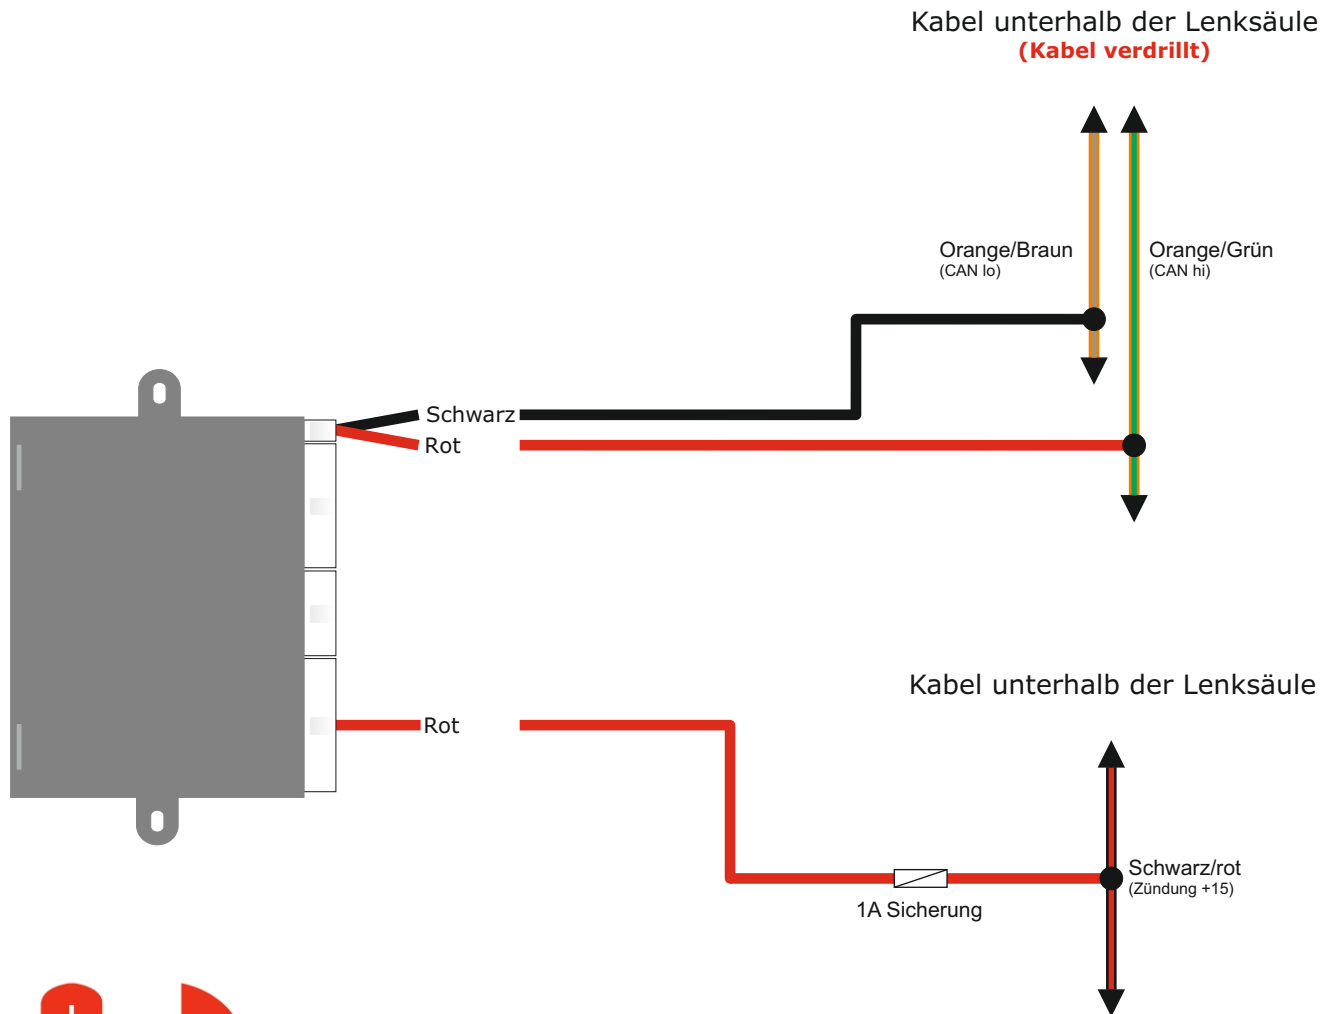 Kabel unterhalb der Lenksäule
(Kabel verdrillt)
Orange/Braun
(CAN lo)
Orange/Grün
(CAN hi)
Schwarz
Rot
Kabel unterhalb der Lenksäule
Rot
Schwarz/rot
(Zündung +15)
1A Sicherung